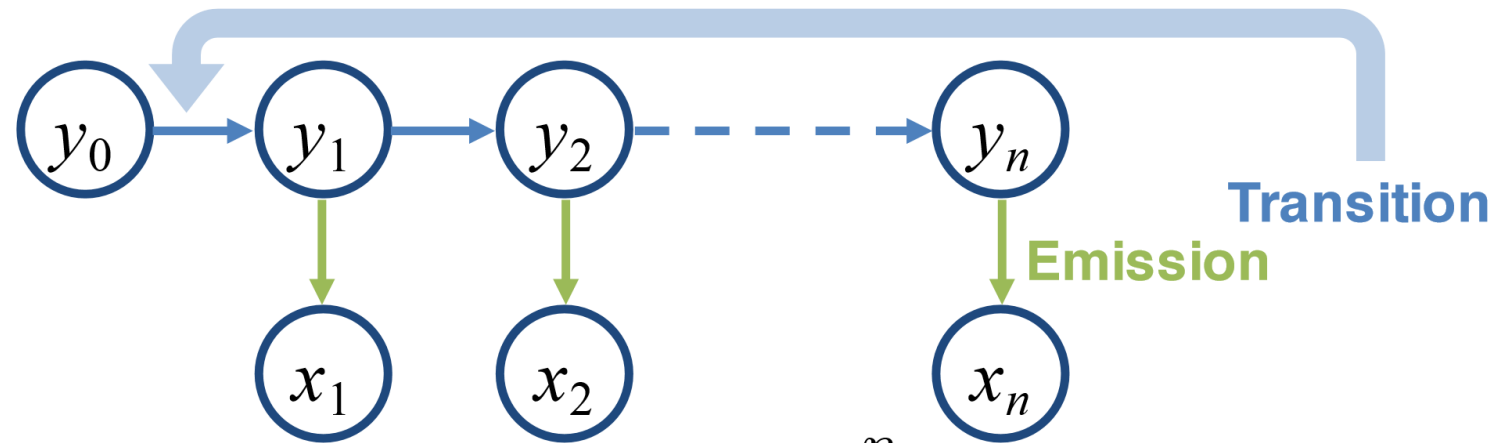 y₀ y₁ y₂ yₙ
Transition
Emission
x₁ x₂ xₙ
n